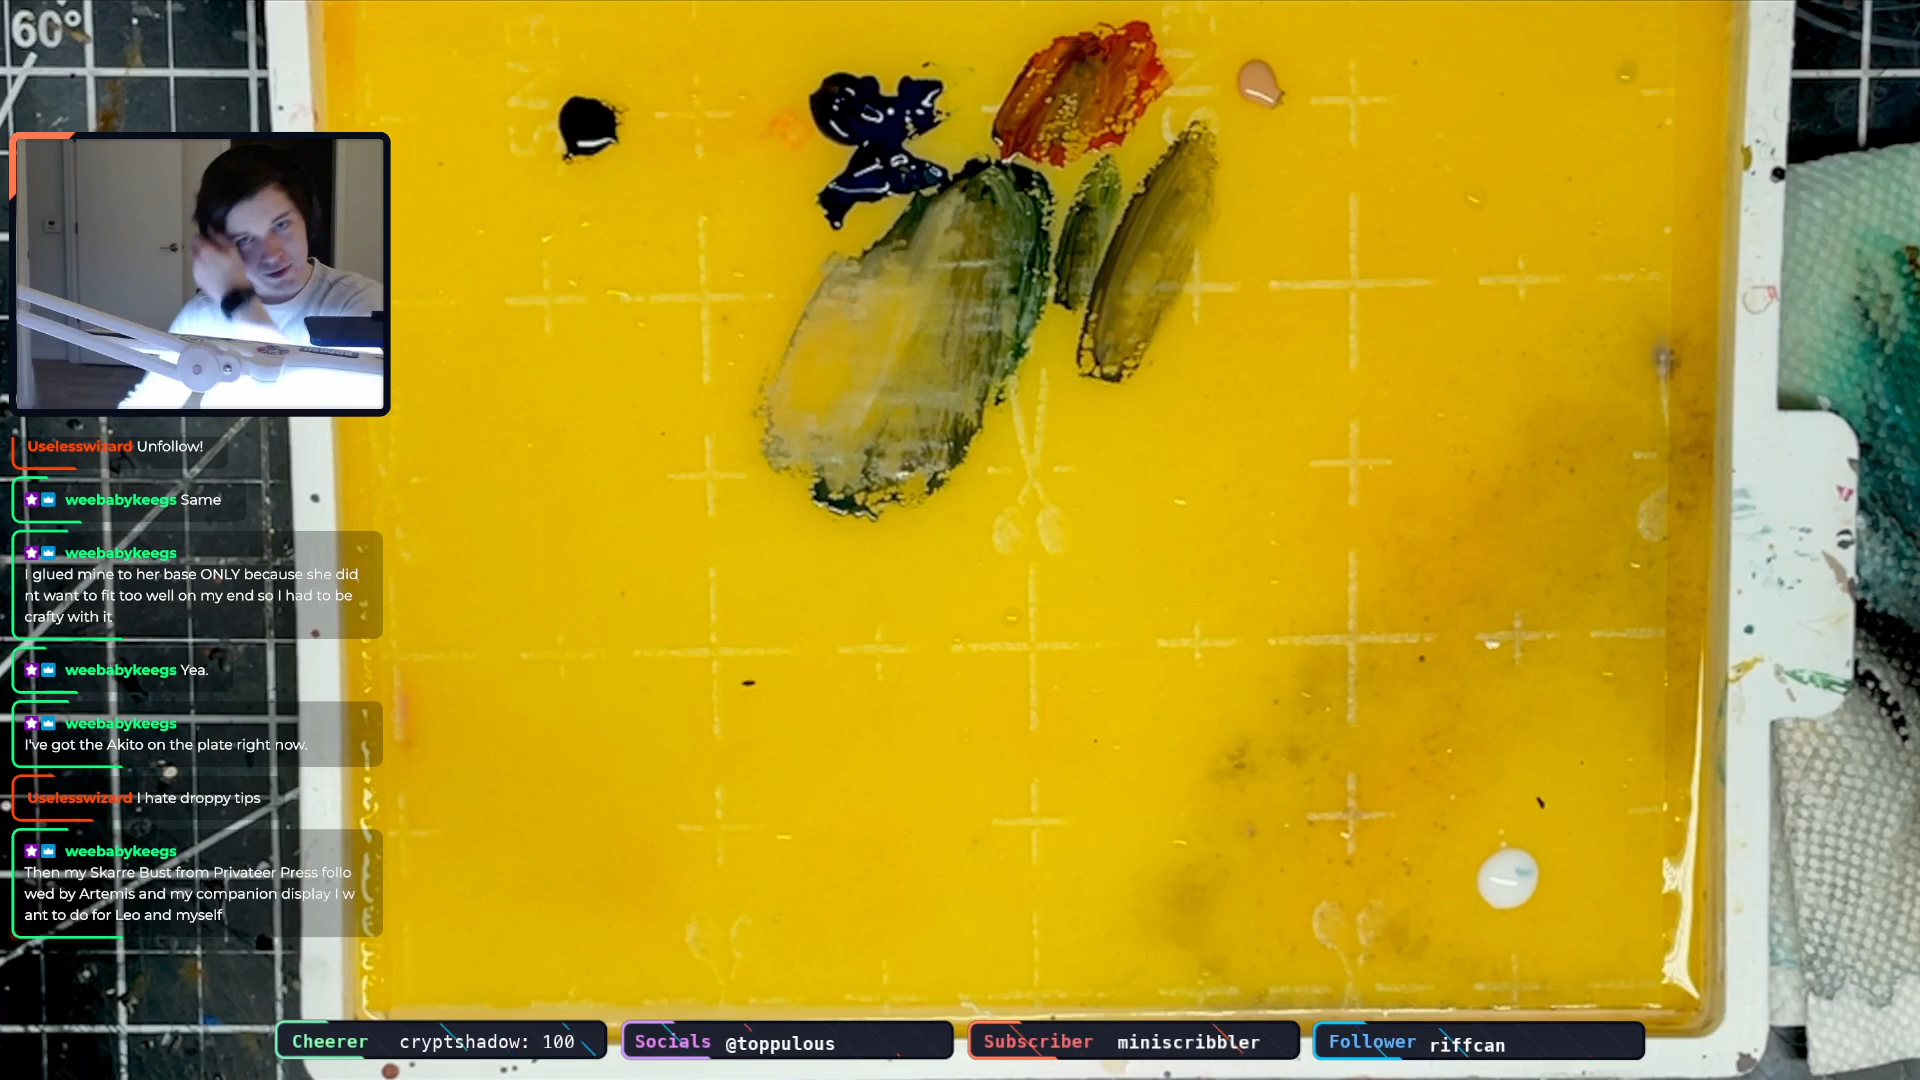 60°
Uselesswizard Unfollow!
weebabykeegs Same
weebabykeegs
I glued mine to her base ONLY because she did
nt want to fit too well on my end so I had to be
crafty with it
weebabykeegs Yea.
weebabykeegs
I've got the Akito on the plate right now.
Uselesswizard I hate droppy tips
weebabykeegs
Then my Skarre Bust from Privateer Press follo
wed by Artemis and my companion display I w
ant to do for Leo and myself
Cheerer cryptshadow: 100
Socials @toppulous
Subscriber miniscribbler
Follower riffcan